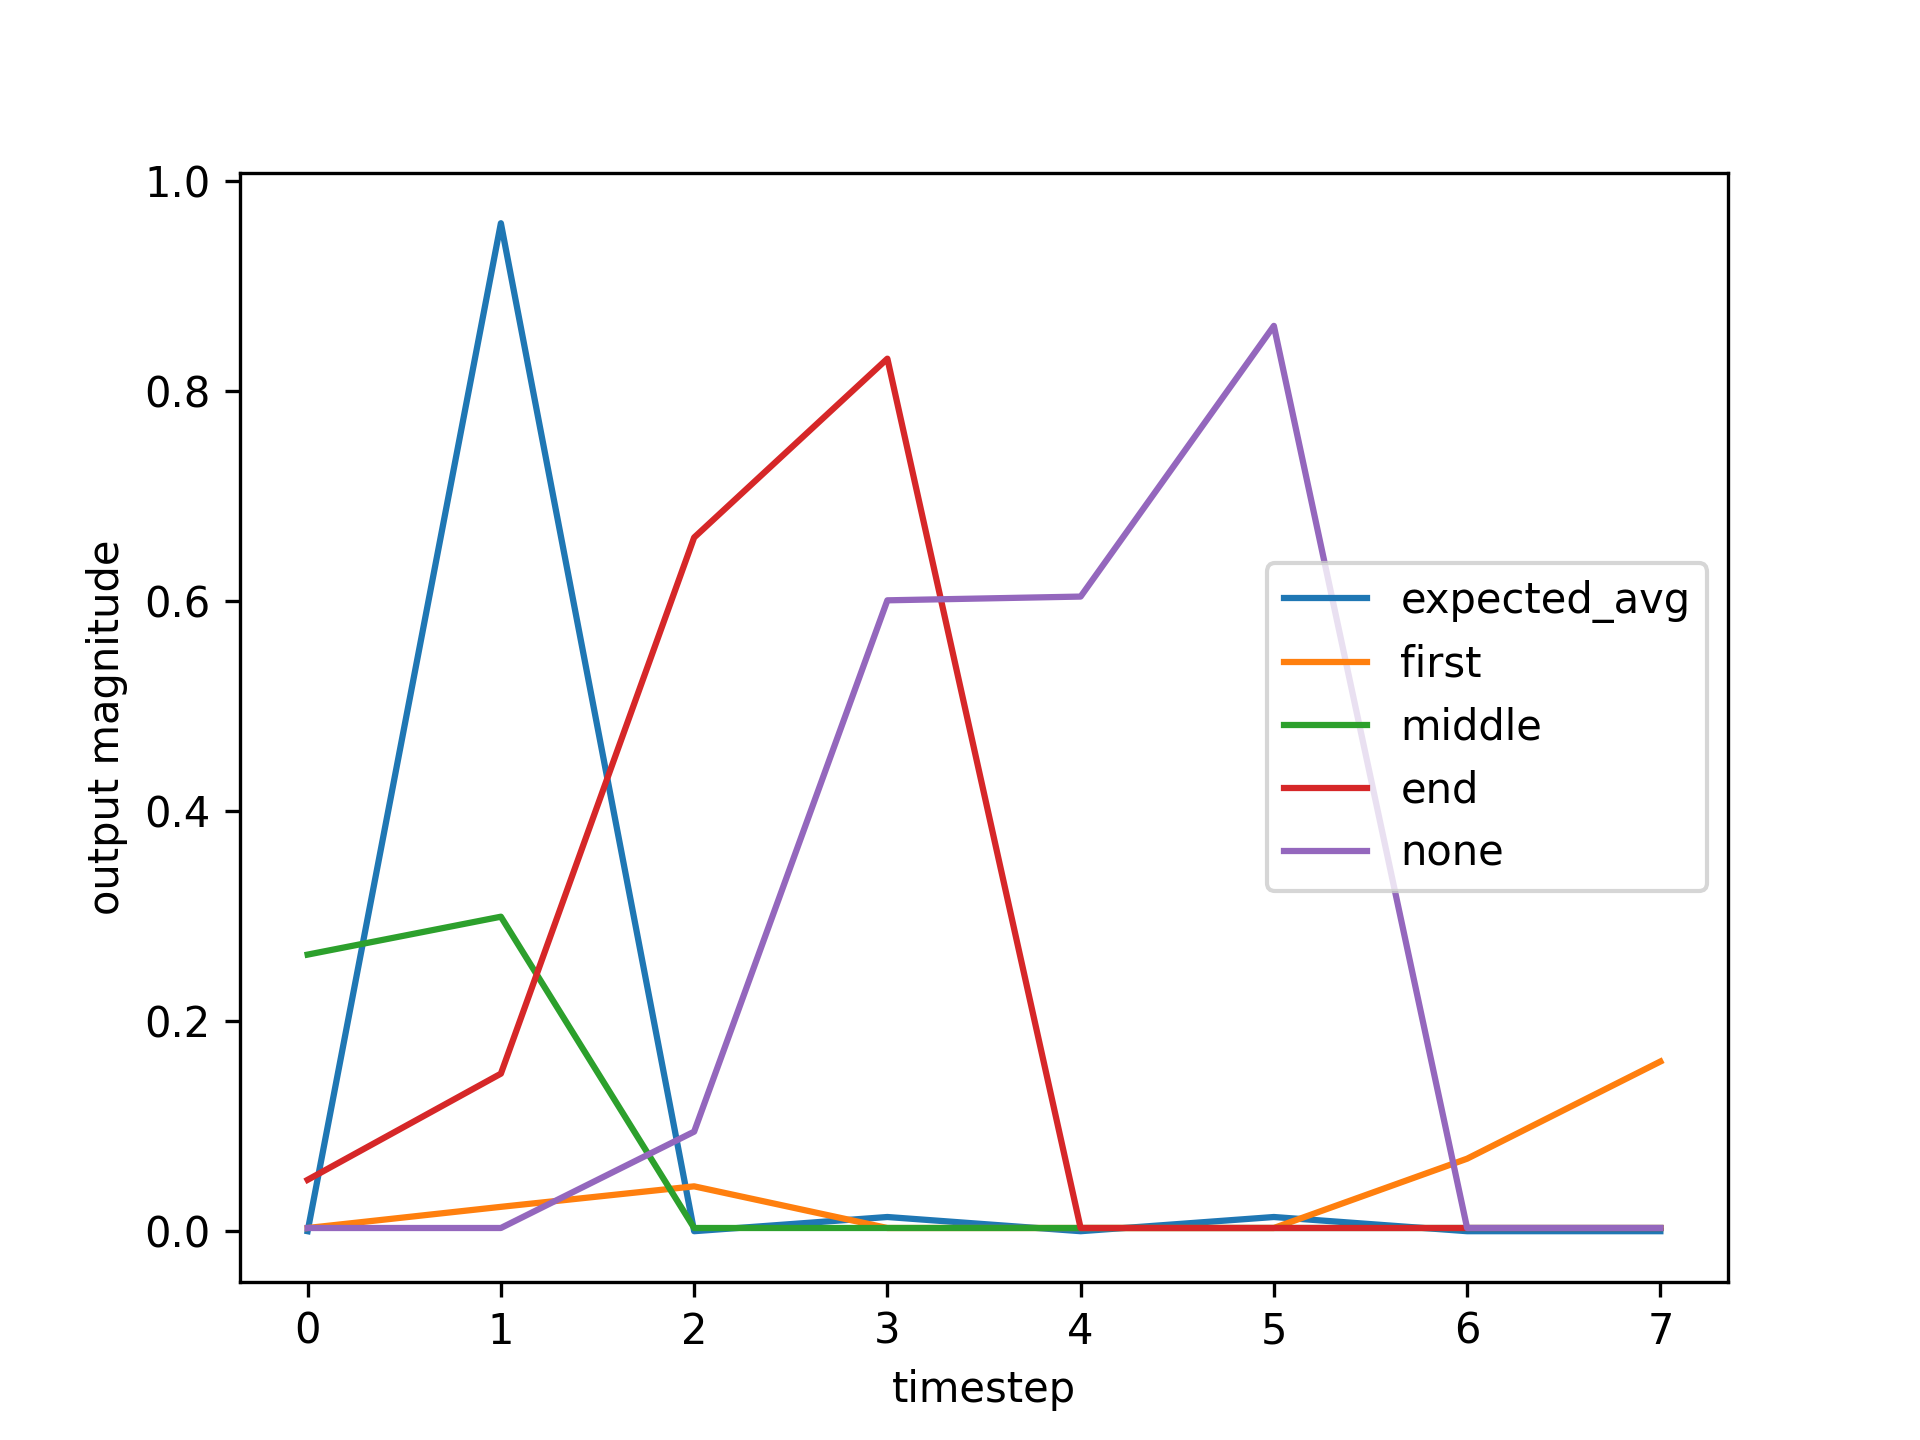 1.0
0.8
0.6
0.4
0.2
0.0
output magnitude
0 1 2 3 4 5 6 7
timestep
expected_avg
first
middle
end
none